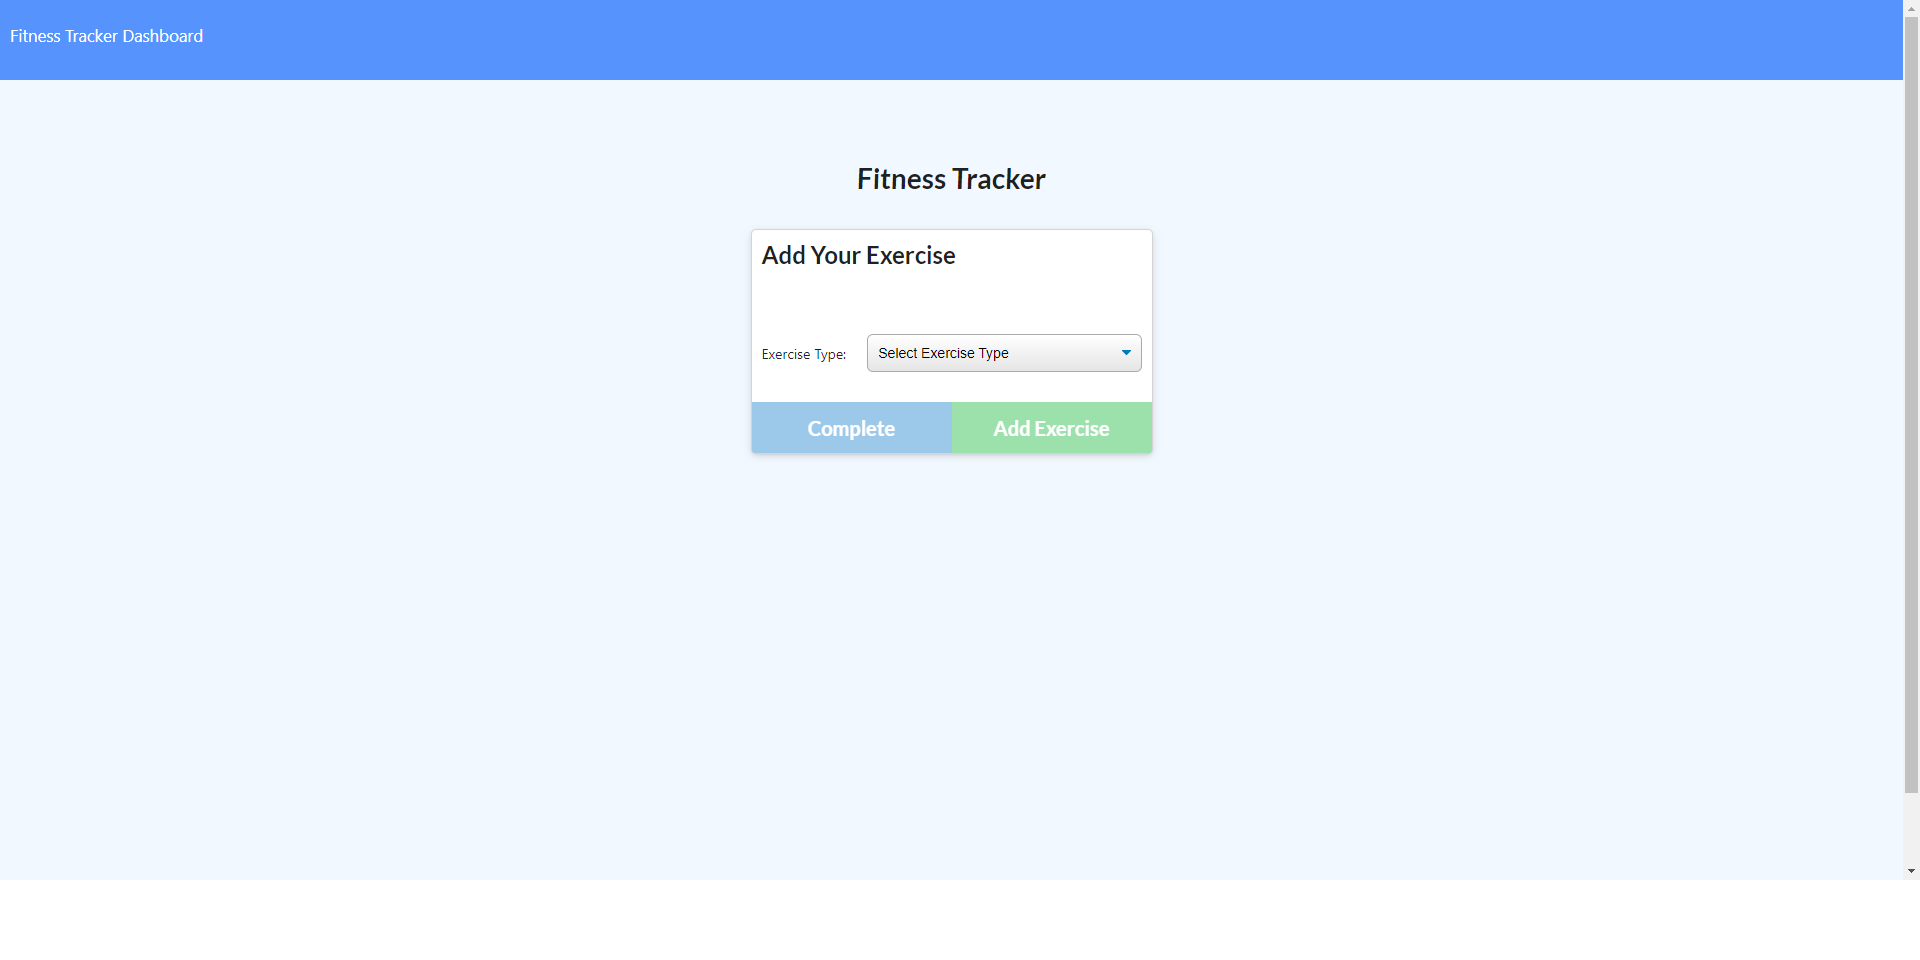 Fitness Tracker Dashboard
Fitness Tracker
Add Your Exercise
Exercise Type: Select Exercise Type
Complete Add Exercise